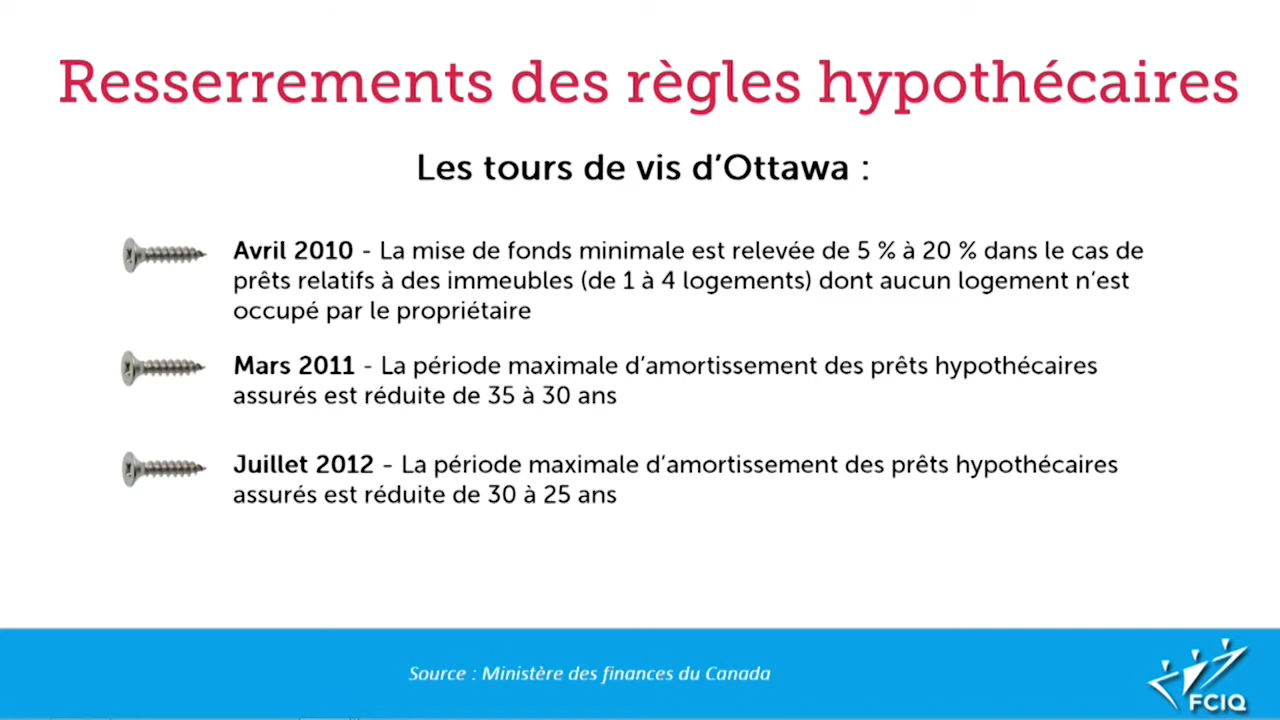 Resserrements des règles hypothécaires
Les tours de vis d’Ottawa :
Avril 2010 - La mise de fonds minimale est relevée de 5 % à 20 % dans le cas de
prêts relatifs à des immeubles (de 1 à 4 logements) dont aucun logement n’est
occupé par le propriétaire
Mars 2011 - La période maximale d’amortissement des prêts hypothécaires
assurés est réduite de 35 à 30 ans
Juillet 2012 - La période maximale d’amortissement des prêts hypothécaires
assurés est réduite de 30 à 25 ans
Source : Ministère des finances du Canada
FCIQ